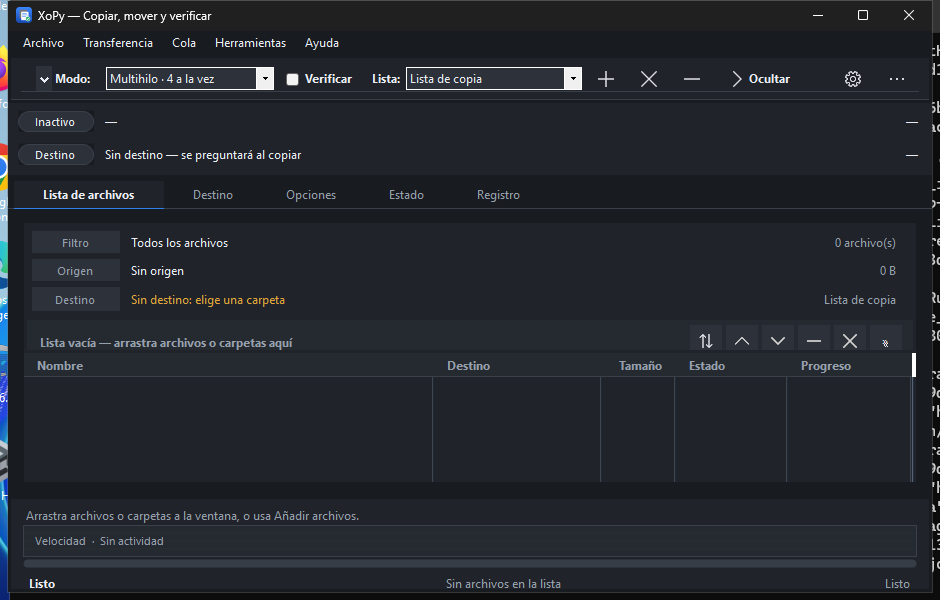 XoPy — Copiar, mover y verificar
Archivo Transferencia Cola Herramientas Ayuda
Modo: Multihilo · 4 a la vez Verificar Lista: Lista de copia Ocultar
Inactivo —
Destino Sin destino — se preguntará al copiar
Lista de archivos Destino Opciones Estado Registro
Filtro Todos los archivos 0 archivo(s)
Origen Sin origen 0 B
Destino Sin destino: elige una carpeta Lista de copia
Lista vacía — arrastra archivos o carpetas aquí
Nombre Destino Tamaño Estado Progreso
Arrastra archivos o carpetas a la ventana, o usa Añadir archivos.
Velocidad · Sin actividad
Listo Sin archivos en la lista Listo